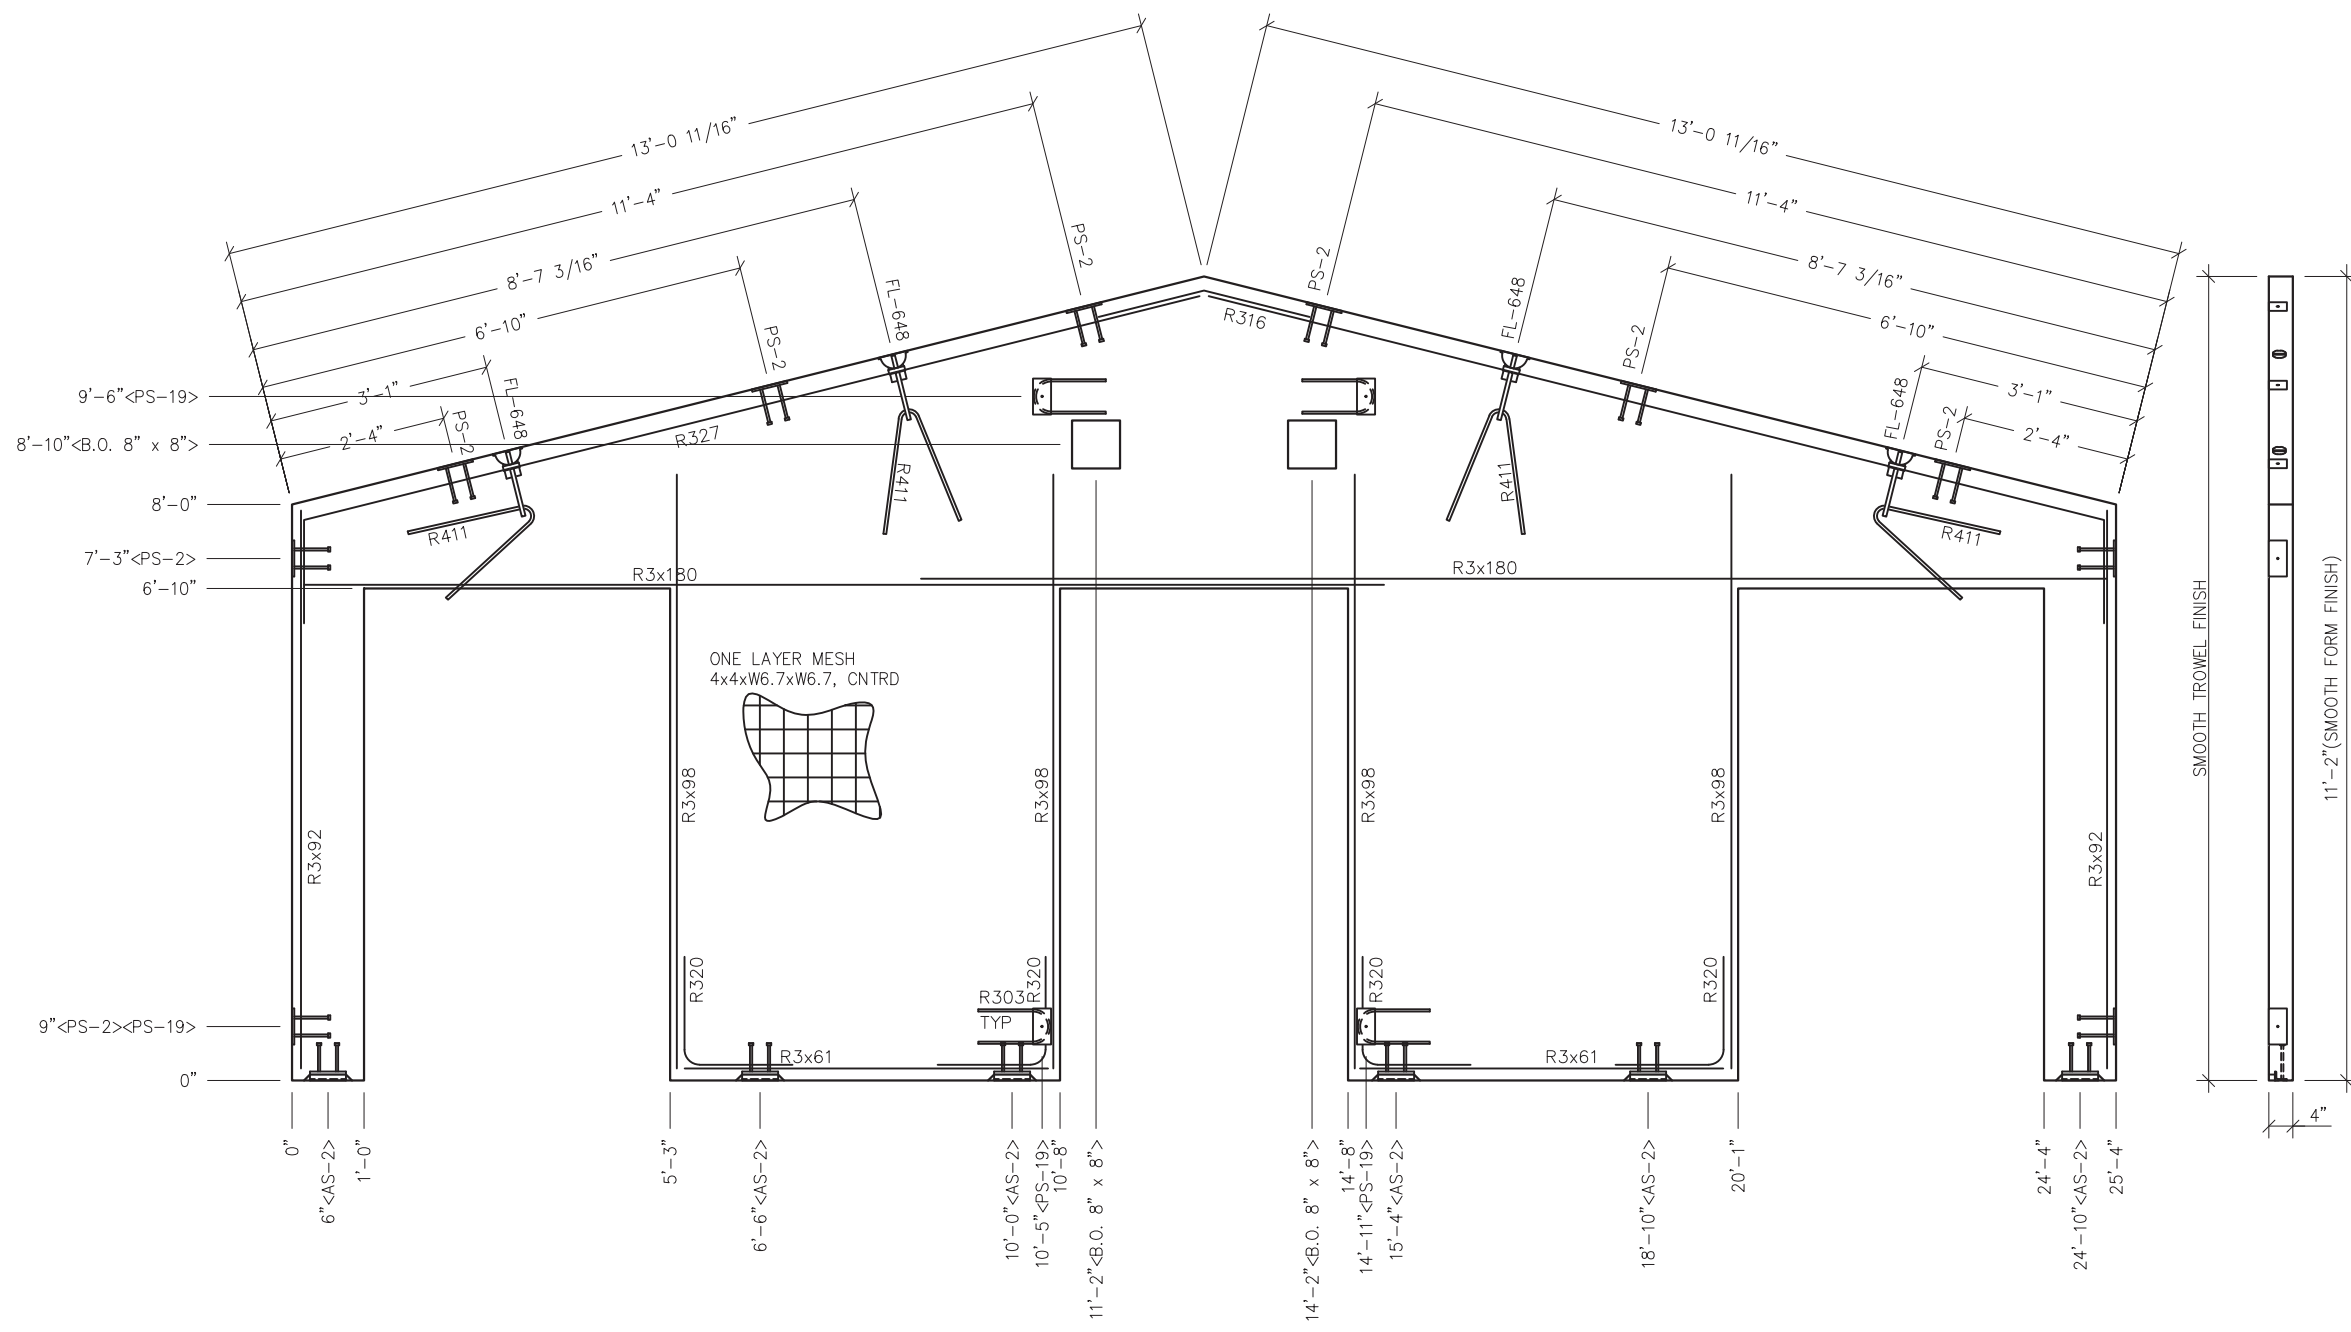 13'-0 11/16"
13'-0 11/16"
11'-4"
11'-4"
8'-7 3/16"
8'-7 3/16"
6'-10"
6'-10"
3'-1"
3'-1"
2'-4"
2'-4"
PS-2
PS-2
FL-648
FL-648
PS-2
PS-2
FL-648
FL-648
PS-2
PS-2
R316
R327
R411
R411
R411
R411
9'-6"<PS-19>
8'-10"<B.O. 8" x 8">
8'-0"
7'-3"<PS-2>
6'-10"
9"<PS-2><PS-19>
0"
R3x180
R3x180
ONE LAYER MESH
4x4xW6.7xW6.7, CNTRD
R3x92
R3x98
R3x98
R3x98
R3x98
R3x92
R320
R320
R320
R320
R303
TYP
R3x61
R3x61
0"
6"<AS-2>
1'-0"
5'-3"
6'-6"<AS-2>
10'-0"<AS-2>
10'-5"<PS-19>
10'-8"
11'-2"<B.O. 8" x 8">
14'-2"<B.O. 8" x 8">
14'-8"
14'-11"<PS-19>
15'-4"<AS-2>
18'-10"<AS-2>
20'-1"
24'-4"
24'-10"<AS-2>
25'-4"
SMOOTH TROWEL FINISH
11'-2"(SMOOTH FORM FINISH)
4"